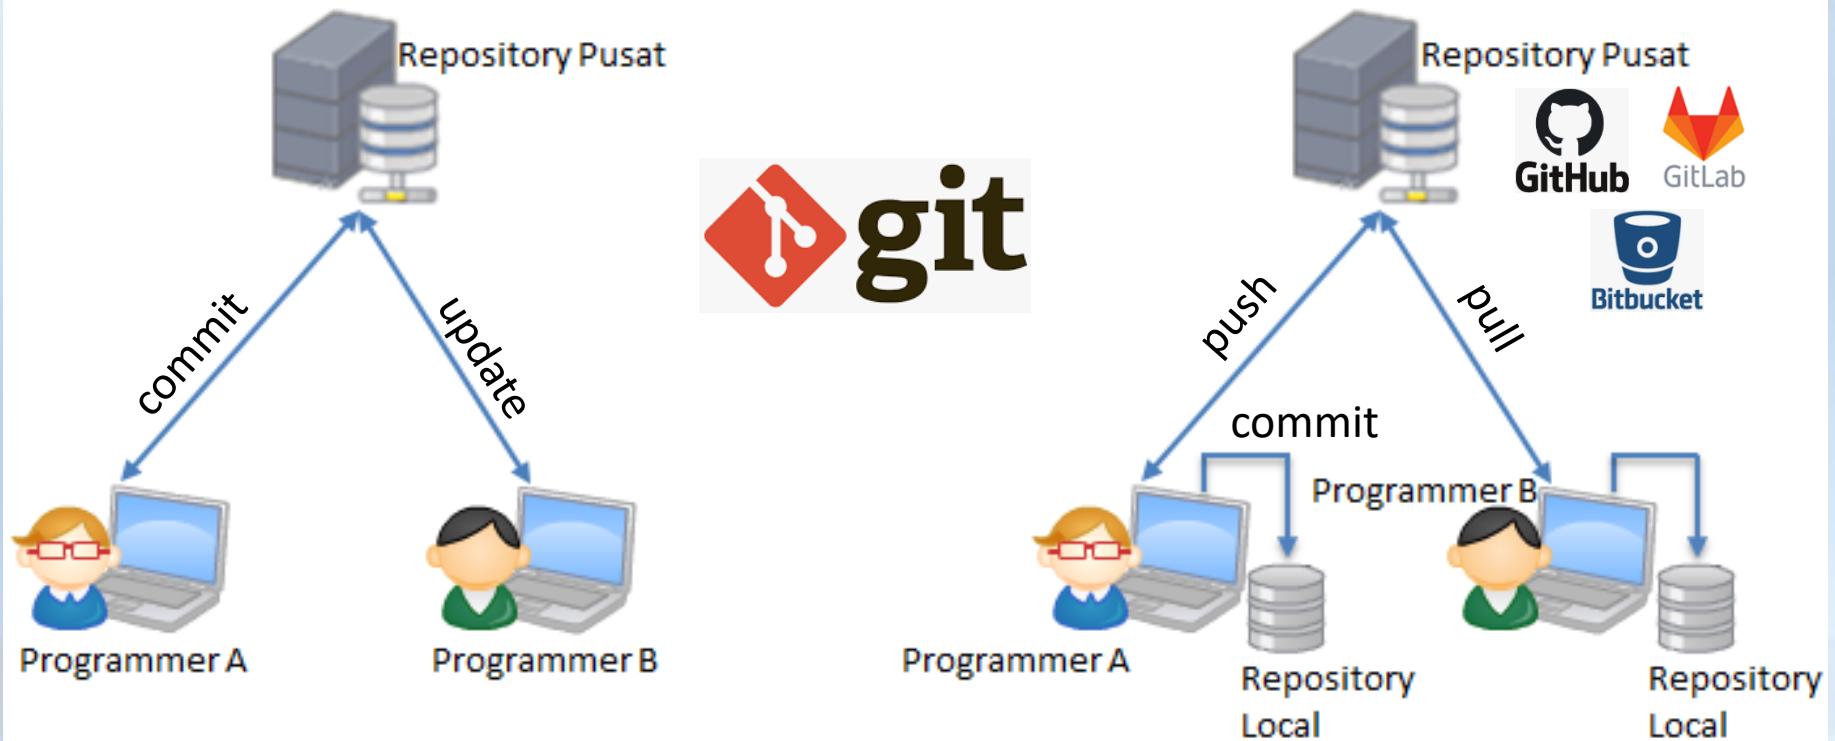 Repository Pusat
commit
update
Programmer A
Programmer B
git
Repository Pusat
GitHub
GitLab
Bitbucket
push
pull
commit
Programmer B
Programmer A
Repository
Local
Repository
Local